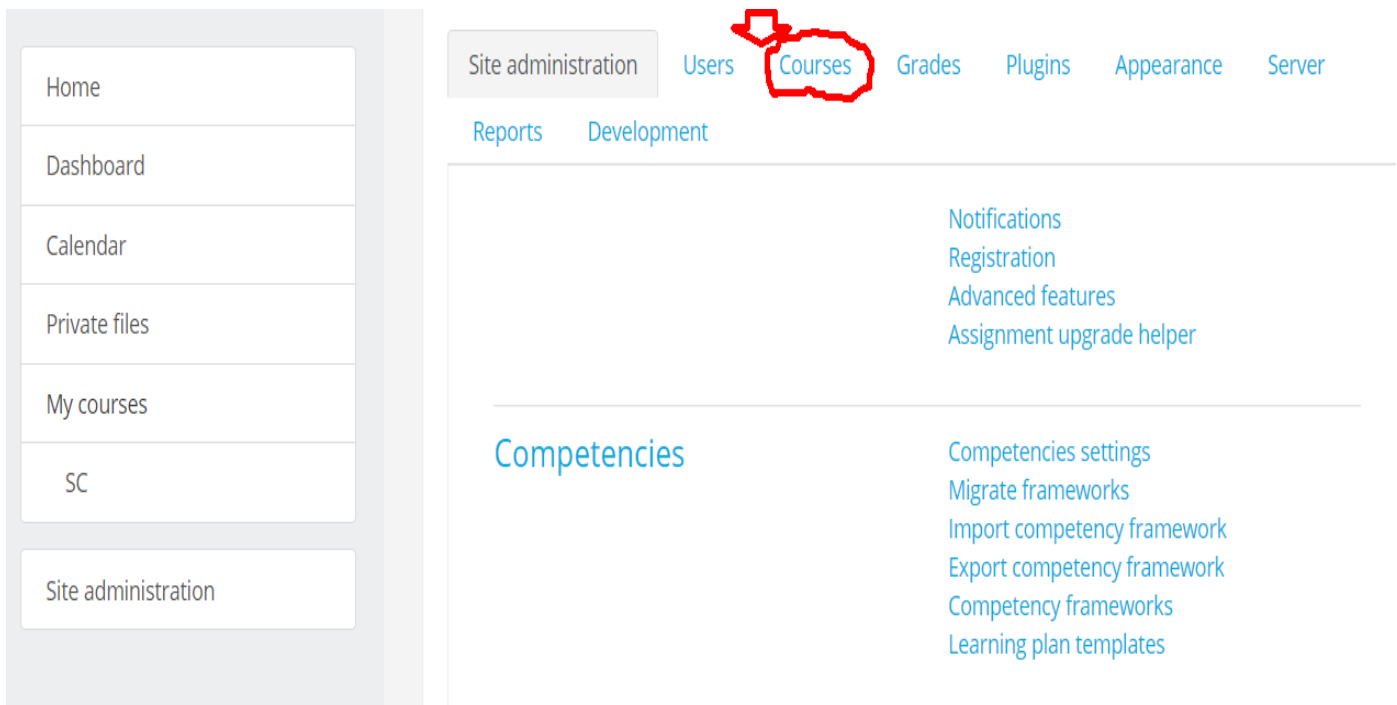 Home
Dashboard
Calendar
Private files
My courses
SC
Site administration
Site administration Users Courses Grades Plugins Appearance Server
Reports Development
Notifications
Registration
Advanced features
Assignment upgrade helper
Competencies
Competencies settings
Migrate frameworks
Import competency framework
Export competency framework
Competency frameworks
Learning plan templates